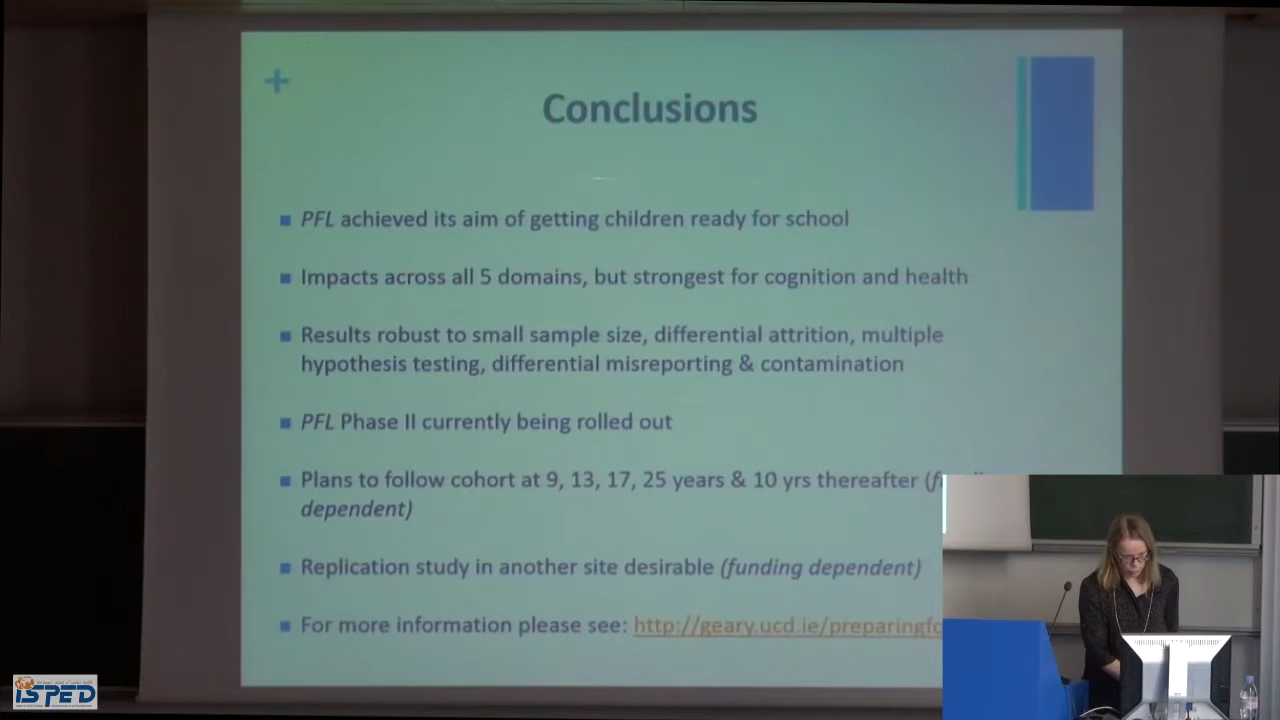 +
Conclusions
■ PFL achieved its aim of getting children ready for school
■ Impacts across all 5 domains, but strongest for cognition and health
■ Results robust to small sample size, differential attrition, multiple
hypothesis testing, differential misreporting & contamination
■ PFL Phase II currently being rolled out
■ Plans to follow cohort at 9, 13, 17, 25 years & 10 yrs thereafter
dependent)
■ Replication study in another site desirable (funding dependent)
■ For more information please see: http://geary.ucd.ie/preparingfo
ISPED